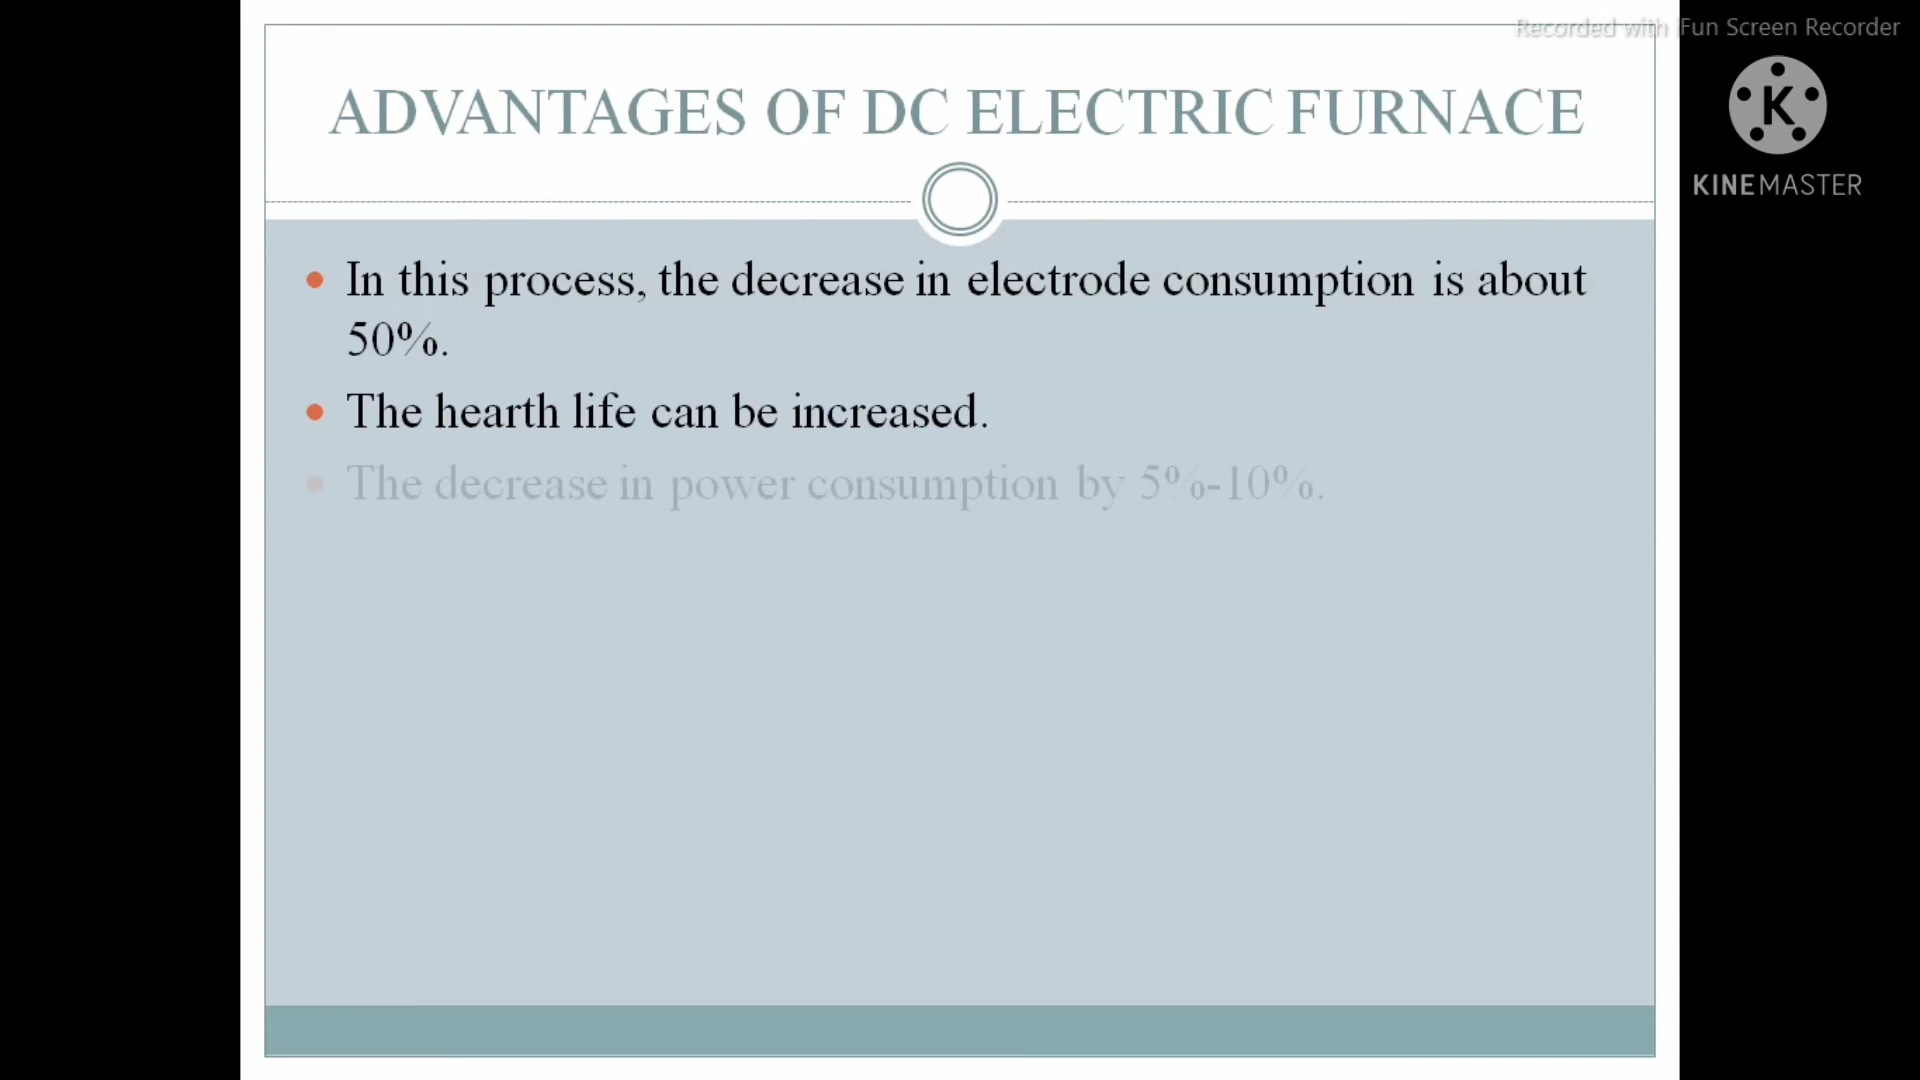 Recorded with iFun Screen Recorder
ADVANTAGES OF DC ELECTRIC FURNACE
K
KINEMASTER
In this process, the decrease in electrode consumption is about
50%.
The hearth life can be increased.
The decrease in power consumption by 5%-10%.